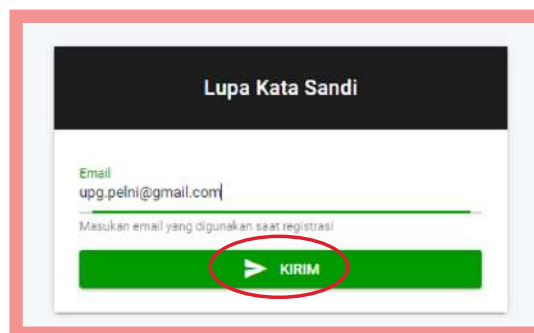 Lupa Kata Sandi
Email
upg.pelni@gmail.com
Masukan email yang digunakan saat registrasi
KIRIM